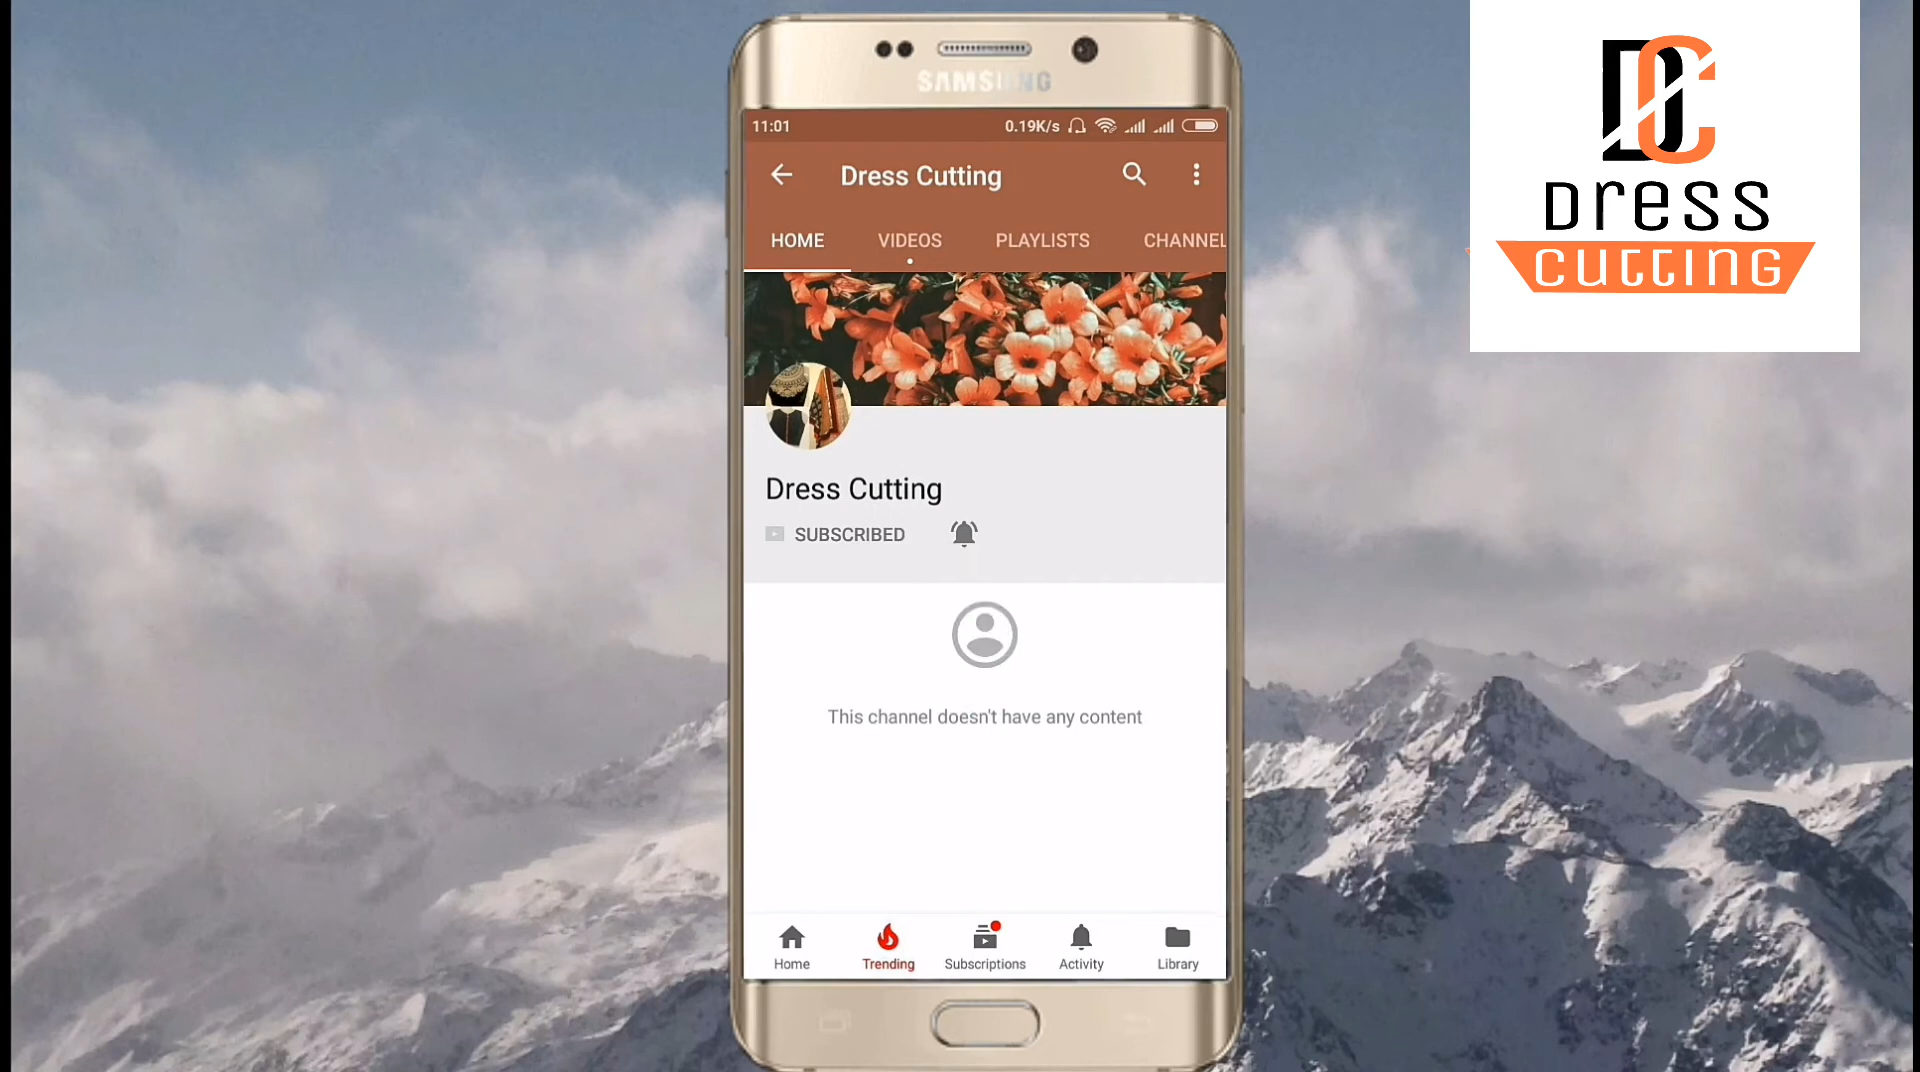 SAMSUNG
11:01 0.19K/s
Dress Cutting
HOME VIDEOS PLAYLISTS CHANNEL
Dress Cutting
SUBSCRIBED
This channel doesn't have any content
Home Trending Subscriptions Activity Library
DC
Dress
Cutting